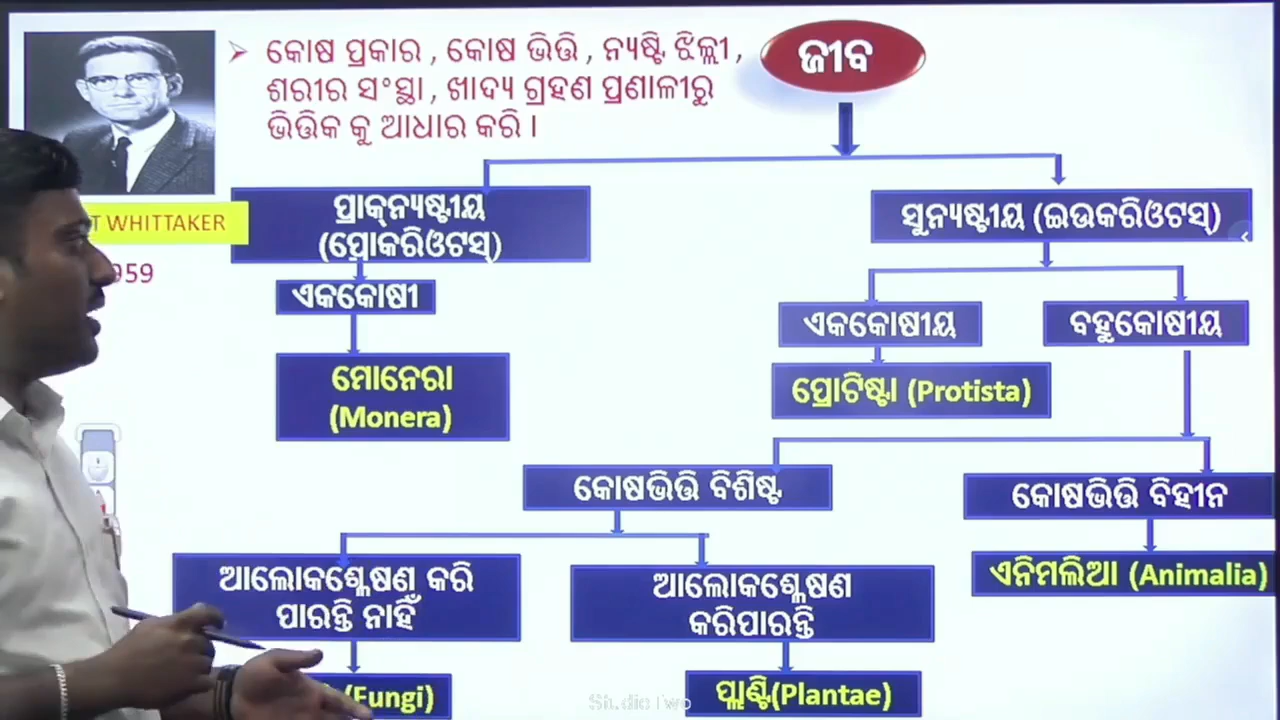 କୋଷ ପ୍ରକାର , କୋଷ ଭିତ୍ତି , ନ୍ୟଷ୍ଟି ଝିଲ୍ଲୀ ,
ଶରୀର ସଂସ୍ଥା , ଖାଦ୍ୟ ଗ୍ରହଣ ପ୍ରଣାଳୀରୁ
ଭିତ୍ତିକ କୁ ଆଧାର କରି ।
ଜୀବ
T WHITTAKER
959
ପ୍ରାକ୍‌ନ୍ୟଷ୍ଟୀୟ
(ପ୍ରୋକରିଓଟସ୍)
ସୁନ୍ୟଷ୍ଟୀୟ (ଇଉକରିଓଟସ୍)
ଏକକୋଷୀ
ଏକକୋଷୀୟ
ବହୁକୋଷୀୟ
ମୋନେରା
(Monera)
ପ୍ରୋଟିଷ୍ଟା (Protista)
କୋଷଭିତ୍ତି ବିଶିଷ୍ଟ
କୋଷଭିତ୍ତି ବିହୀନ
ଆଲୋକଶ୍ଳେଷଣ କରି
ପାରନ୍ତି ନାହିଁ
ଆଲୋକଶ୍ଳେଷଣ
କରିପାରନ୍ତି
ଏନିମଲିଆ (Animalia)
(Fungi)
ପ୍ଲାଣ୍ଟି(Plantae)